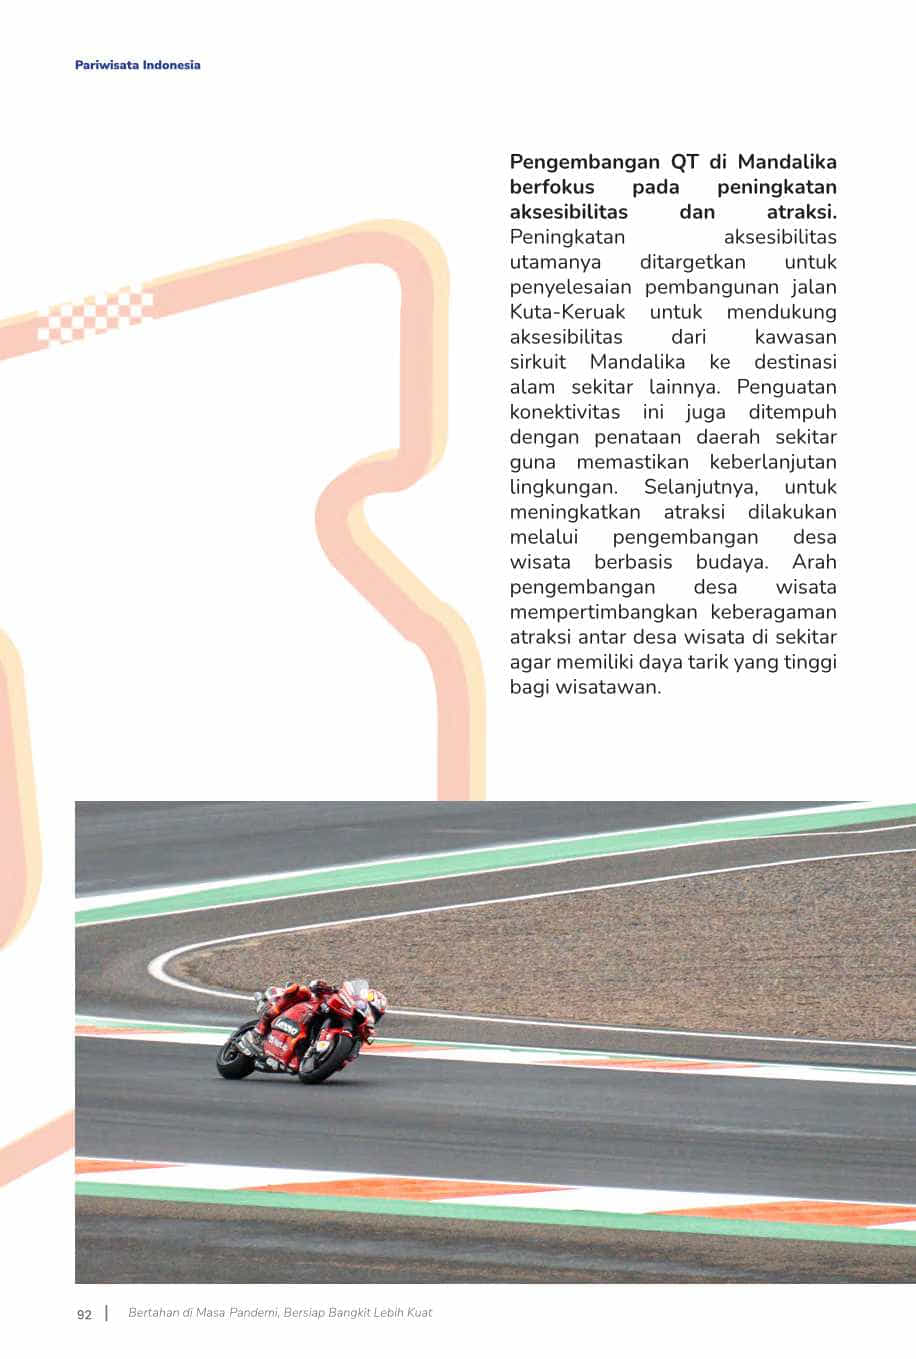 Pariwisata Indonesia
Pengembangan QT di Mandalika
berfokus pada peningkatan
aksesibilitas dan atraksi.
Peningkatan aksesibilitas
utamanya ditargetkan untuk
penyelesaian pembangunan jalan
Kuta-Keruak untuk mendukung
aksesibilitas dari kawasan
sirkuit Mandalika ke destinasi
alam sekitar lainnya. Penguatan
konektivitas ini juga ditempuh
dengan penataan daerah sekitar
guna memastikan keberlanjutan
lingkungan. Selanjutnya, untuk
meningkatkan atraksi dilakukan
melalui pengembangan desa
wisata berbasis budaya. Arah
pengembangan desa wisata
mempertimbangkan keberagaman
atraksi antar desa wisata di sekitar
agar memiliki daya tarik yang tinggi
bagi wisatawan.
Lenovo
92 | Bertahan di Masa Pandemi, Bersiap Bangkit Lebih Kuat